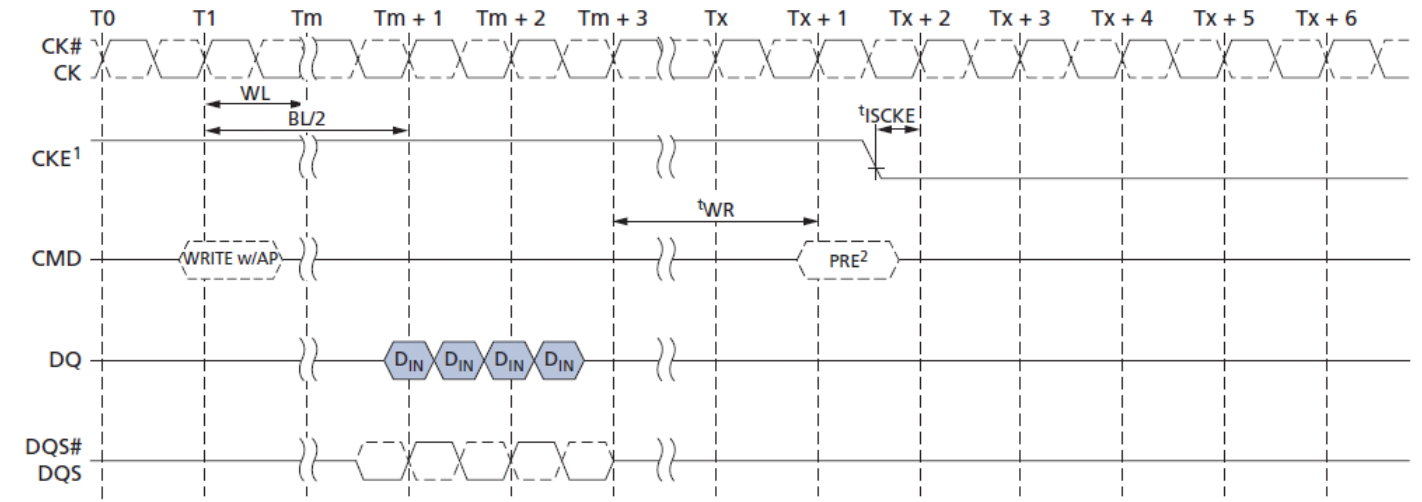 T0 T1 Tm Tm + 1 Tm + 2 Tm + 3 Tx Tx + 1 Tx + 2 Tx + 3 Tx + 4 Tx + 5 Tx + 6
CK#
CK
WL
BL/2
tISCKE
CKE1
tWR
CMD WRITE w/AP PRE2
DQ DIN DIN DIN DIN
DQS#
DQS